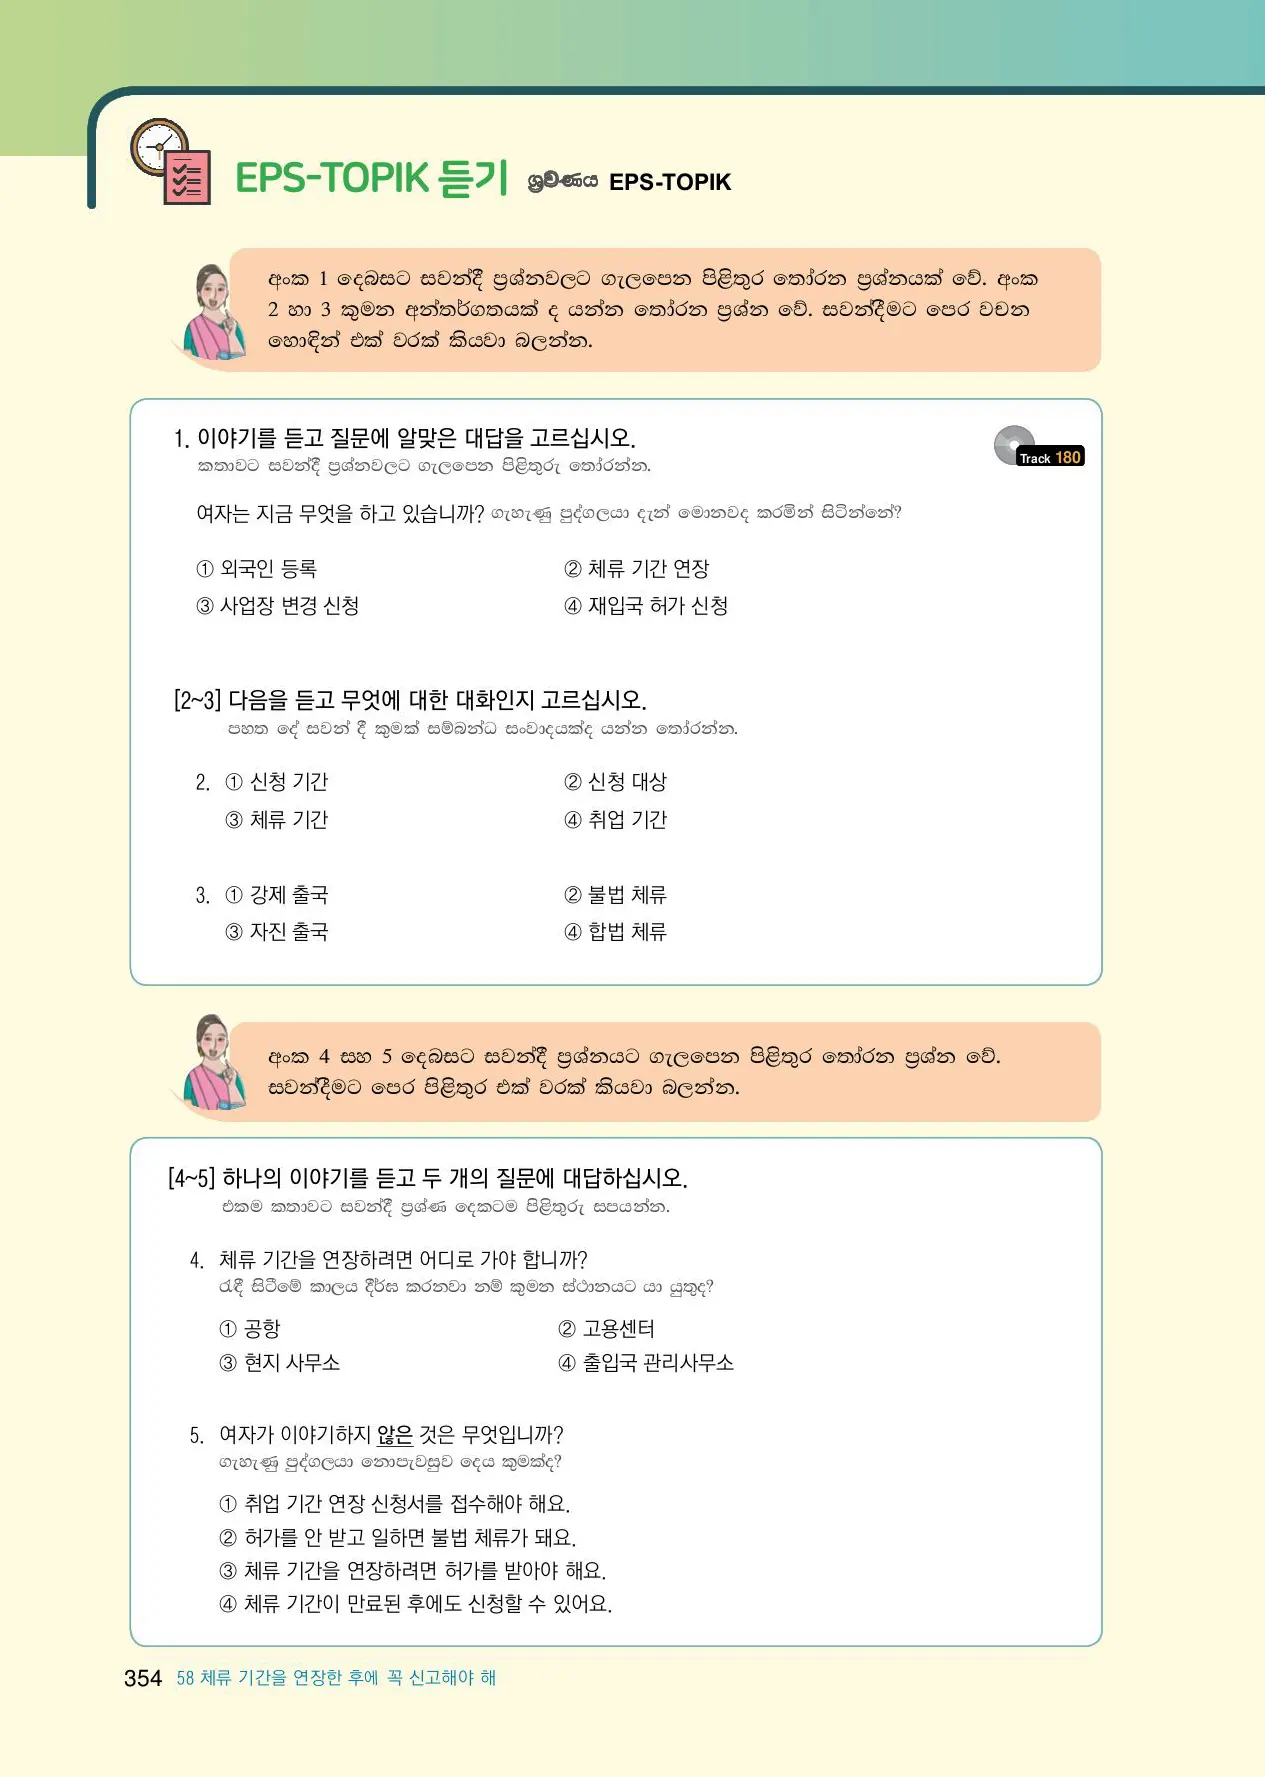 EPS-TOPIK 듣기 ශ්‍රවණය EPS-TOPIK
අංක 1 දෙබසට සවන්දී ප්‍රශ්නවලට ගැලපෙන පිළිතුර තෝරන ප්‍රශ්නයක් වේ. අංක
2 හා 3 කුමන අන්තර්ගතයක් ද යන්න තෝරන ප්‍රශ්න වේ. සවන්දීමට පෙර වචන
හොඳින් එක් වරක් කියවා බලන්න.
1. 이야기를 듣고 질문에 알맞은 대답을 고르십시오.
Track 180
කතාවට සවන්දී ප්‍රශ්නවලට ගැලපෙන පිළිතුරු තෝරන්න.
여자는 지금 무엇을 하고 있습니까? ගැහැණු පුද්ගලයා දැන් මොනවද කරමින් සිටින්නේ?
① 외국인 등록 ② 체류 기간 연장
③ 사업장 변경 신청 ④ 재입국 허가 신청
[2~3] 다음을 듣고 무엇에 대한 대화인지 고르십시오.
පහත දේ සවන් දී කුමක් සම්බන්ධ සංවාදයක්ද යන්න තෝරන්න.
2. ① 신청 기간 ② 신청 대상
③ 체류 기간 ④ 취업 기간
3. ① 강제 출국 ② 불법 체류
③ 자진 출국 ④ 합법 체류
අංක 4 සහ 5 දෙබසට සවන්දී ප්‍රශ්නයට ගැලපෙන පිළිතුර තෝරන ප්‍රශ්න වේ.
සවන්දීමට පෙර පිළිතුර එක් වරක් කියවා බලන්න.
[4~5] 하나의 이야기를 듣고 두 개의 질문에 대답하십시오.
එකම කතාවට සවන්දී ප්‍රශ්ණ දෙකටම පිළිතුරු සපයන්න.
4. 체류 기간을 연장하려면 어디로 가야 합니까?
රැඳී සිටීමේ කාලය දීර්ඝ කරනවා නම් කුමන ස්ථානයට යා යුතුද?
① 공항 ② 고용센터
③ 현지 사무소 ④ 출입국 관리사무소
5. 여자가 이야기하지 않은 것은 무엇입니까?
ගැහැණු පුද්ගලයා නොපැවසුව දෙය කුමක්ද?
① 취업 기간 연장 신청서를 접수해야 해요.
② 허가를 안 받고 일하면 불법 체류가 돼요.
③ 체류 기간을 연장하려면 허가를 받아야 해요.
④ 체류 기간이 만료된 후에도 신청할 수 있어요.
354 58 체류 기간을 연장한 후에 꼭 신고해야 해